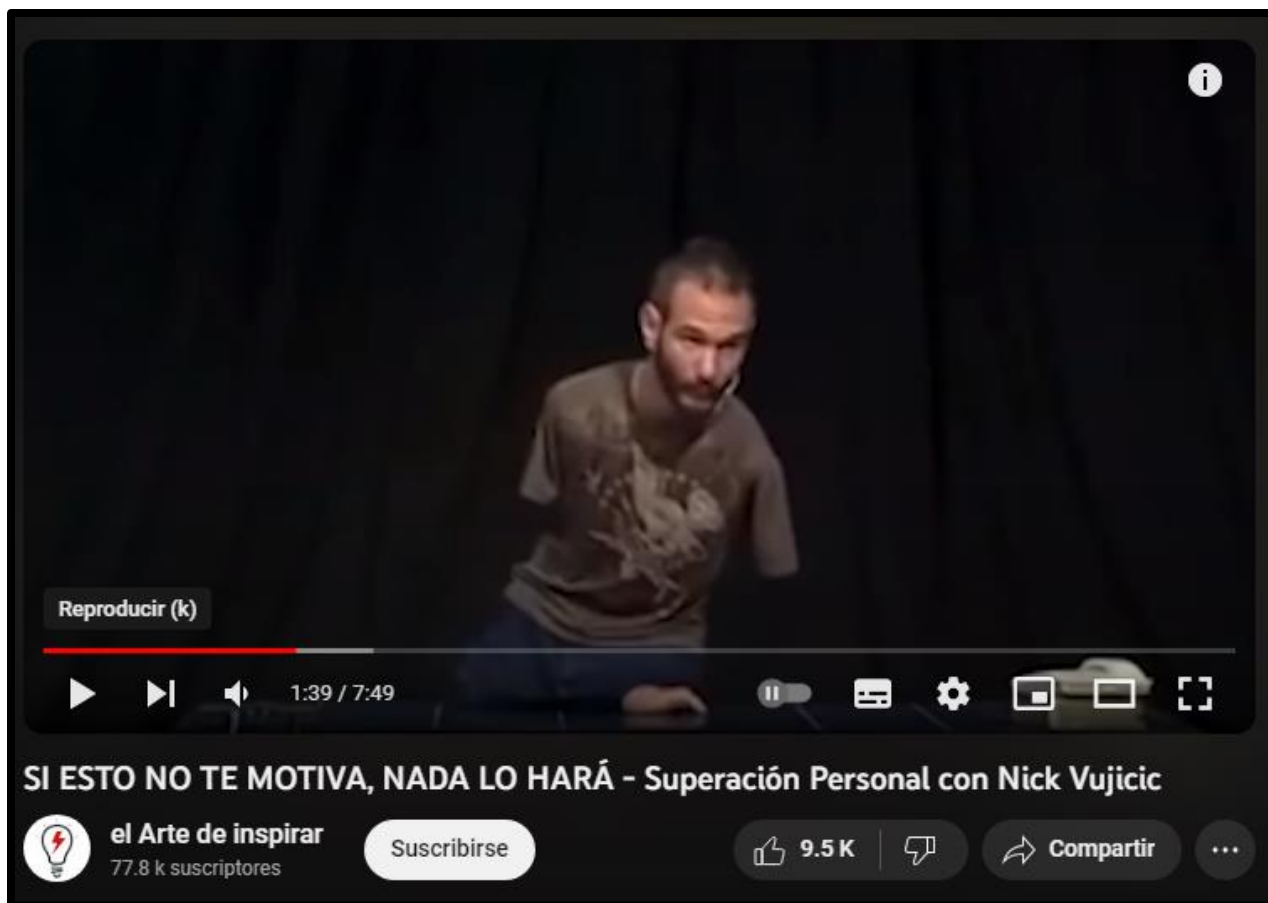 Reproducir (k)
1:39 / 7:49
SI ESTO NO TE MOTIVA, NADA LO HARÁ - Superación Personal con Nick Vujicic
el Arte de inspirar
77.8 k suscriptores
Suscribirse
9.5 K
Compartir